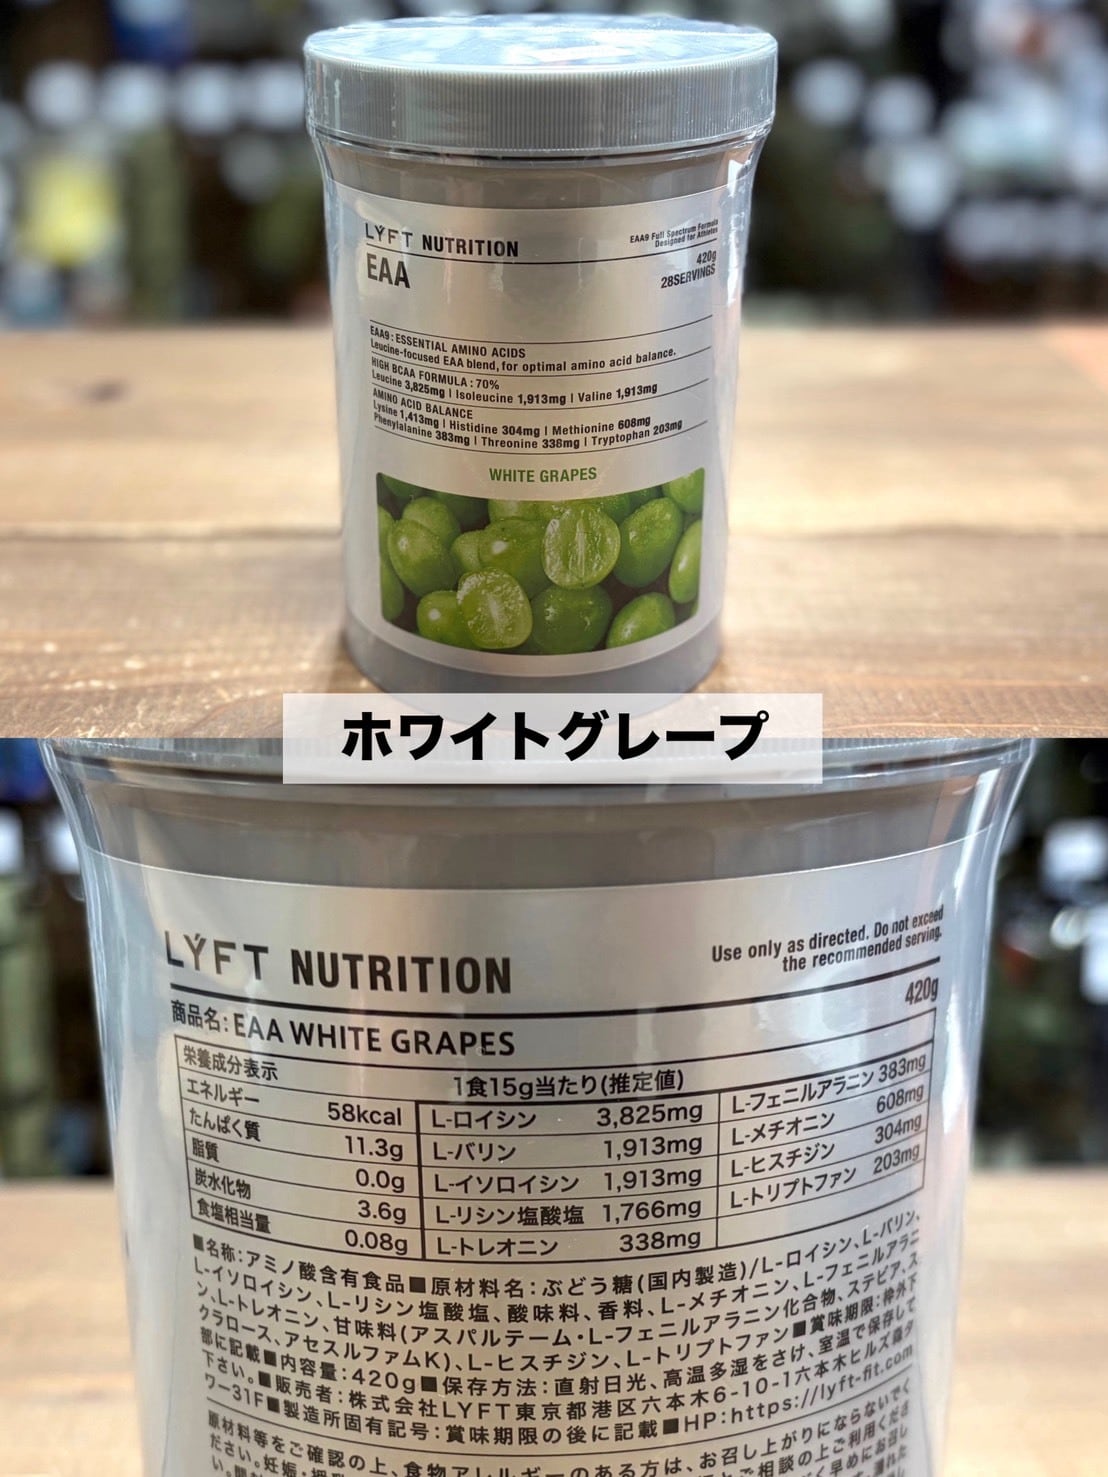 LYFT NUTRITION
EAA9 Full Spectrum Formula
Designed for Athletes
EAA
420g
28SERVINGS
EAA9 : ESSENTIAL AMINO ACIDS
Leucine-focused EAA blend, for optimal amino acid balance.
HIGH BCAA FORMULA : 70%
Leucine 3,825mg | Isoleucine 1,913mg | Valine 1,913mg
AMINO ACID BALANCE
Lysine 1,413mg | Histidine 304mg | Methionine 608mg
Phenylalanine 383mg | Threonine 338mg | Tryptophan 203mg
WHITE GRAPES
ホワイトグレープ
LYFT NUTRITION
Use only as directed. Do not exceed
the recommended serving.
420g
商品名：EAA WHITE GRAPES
栄養成分表示 1食15g当たり(推定値)
エネルギー 58kcal
たんぱく質 11.3g
脂質 0.0g
炭水化物 3.6g
食塩相当量 0.08g
L-ロイシン 3,825mg
L-バリン 1,913mg
L-イソロイシン 1,913mg
L-リシン塩酸塩 1,766mg
L-トレオニン 338mg
L-フェニルアラニン 383mg
L-メチオニン 608mg
L-ヒスチジン 304mg
L-トリプトファン 203mg
■名称：アミノ酸含有食品■原材料名：ぶどう糖(国内製造)/L-ロイシン、L-バリン、
L-イソロイシン、L-リシン塩酸塩、酸味料、香料、L-メチオニン、L-フェニルアラニ
ン、L-トレオニン、甘味料(アスパルテーム・L-フェニルアラニン化合物、ステビア、ス
クラロース、アセスルファムK)、L-ヒスチジン、L-トリプトファン■賞味期限：枠外下
部に記載■内容量：420g■保存方法：直射日光、高温多湿をさけ、室温で保存して
下さい。■販売者：株式会社LYFT東京都港区六本木6-10-1六本木ヒルズ森タ
ワー31F■製造所固有記号：賞味期限の後に記載■HP：https://lyft-fit.com
原材料等をご確認の上、食物アレルギーのある方は、お召し上がりにならないでく
ださい。妊娠・授 ご相談の上ご利用くださ
い。 早めにお召し